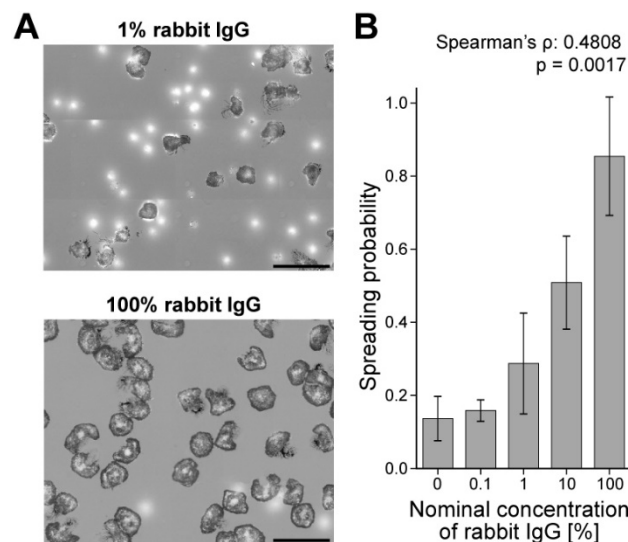 A
1% rabbit IgG
100% rabbit IgG
B
Spearman's ρ: 0.4808
p = 0.0017
Spreading probability
1.0
0.8
0.6
0.4
0.2
0.0
0 0.1 1 10 100
Nominal concentration
of rabbit IgG [%]